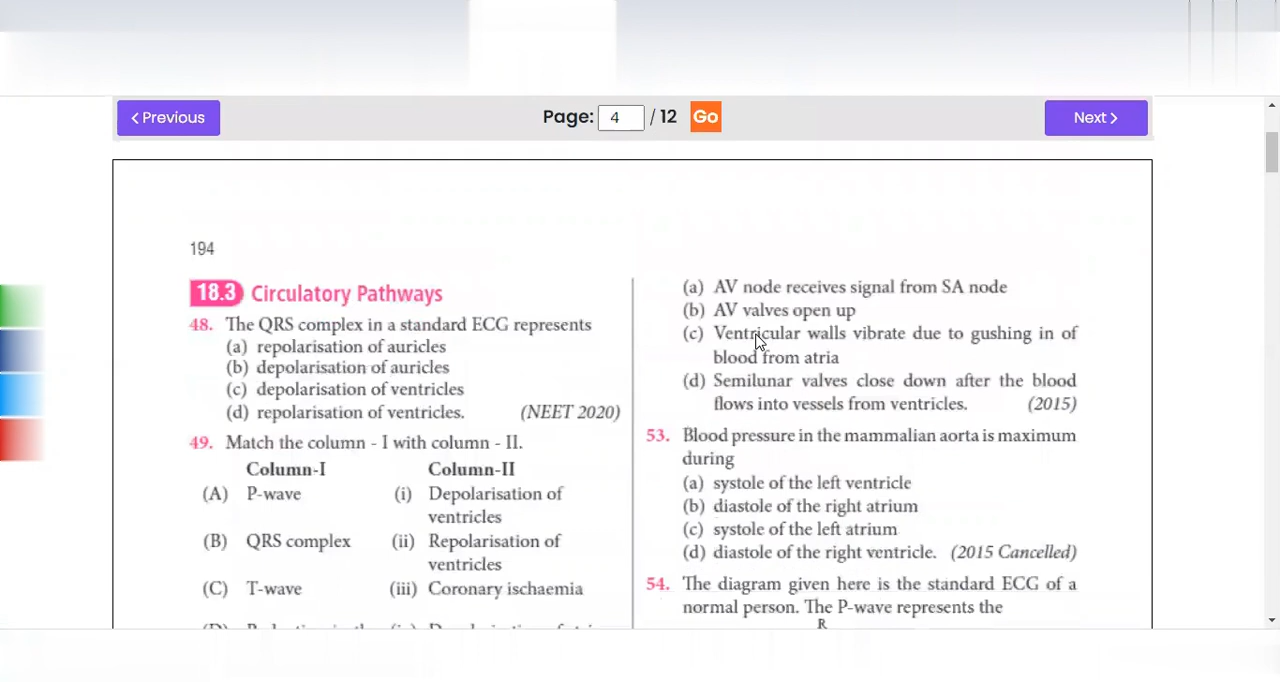 Previous
Page: 4 / 12 Go
Next
194
18.3 Circulatory Pathways
48. The QRS complex in a standard ECG represents
(a) repolarisation of auricles
(b) depolarisation of auricles
(c) depolarisation of ventricles
(d) repolarisation of ventricles. (NEET 2020)
49. Match the column - I with column - II.
Column-I Column-II
(A) P-wave (i) Depolarisation of
ventricles
(B) QRS complex (ii) Repolarisation of
ventricles
(C) T-wave (iii) Coronary ischaemia
(a) AV node receives signal from SA node
(b) AV valves open up
(c) Ventricular walls vibrate due to gushing in of
blood from atria
(d) Semilunar valves close down after the blood
flows into vessels from ventricles. (2015)
53. Blood pressure in the mammalian aorta is maximum
during
(a) systole of the left ventricle
(b) diastole of the right atrium
(c) systole of the left atrium
(d) diastole of the right ventricle. (2015 Cancelled)
54. The diagram given here is the standard ECG of a
normal person. The P-wave represents the
R